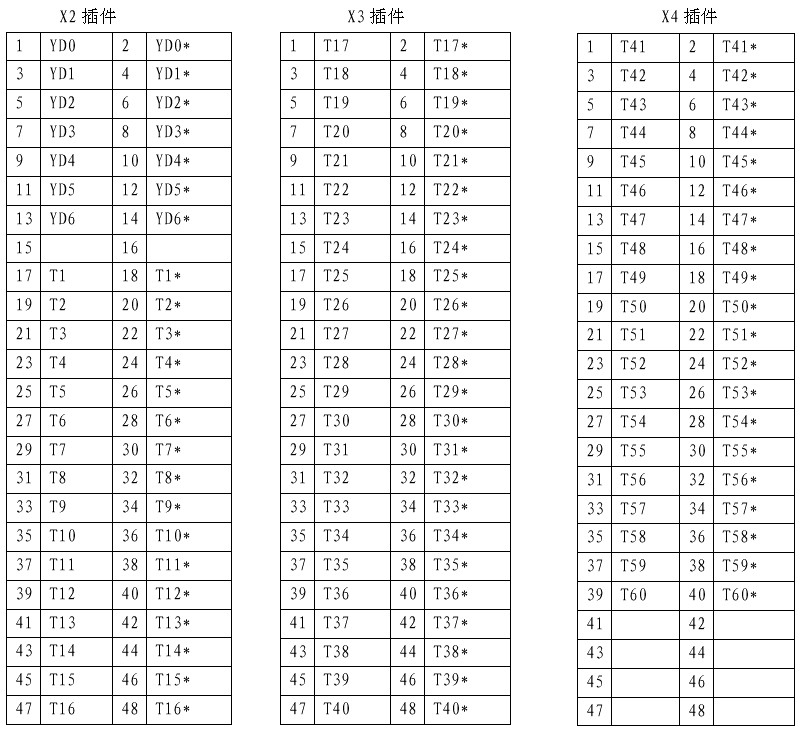 X2 插件
1 YD0 2 YD0*
3 YD1 4 YD1*
5 YD2 6 YD2*
7 YD3 8 YD3*
9 YD4 10 YD4*
11 YD5 12 YD5*
13 YD6 14 YD6*
15 16
17 T1 18 T1*
19 T2 20 T2*
21 T3 22 T3*
23 T4 24 T4*
25 T5 26 T5*
27 T6 28 T6*
29 T7 30 T7*
31 T8 32 T8*
33 T9 34 T9*
35 T10 36 T10*
37 T11 38 T11*
39 T12 40 T12*
41 T13 42 T13*
43 T14 44 T14*
45 T15 46 T15*
47 T16 48 T16*
X3 插件
1 T17 2 T17*
3 T18 4 T18*
5 T19 6 T19*
7 T20 8 T20*
9 T21 10 T21*
11 T22 12 T22*
13 T23 14 T23*
15 T24 16 T24*
17 T25 18 T25*
19 T26 20 T26*
21 T27 22 T27*
23 T28 24 T28*
25 T29 26 T29*
27 T30 28 T30*
29 T31 30 T31*
31 T32 32 T32*
33 T33 34 T33*
35 T34 36 T34*
37 T35 38 T35*
39 T36 40 T36*
41 T37 42 T37*
43 T38 44 T38*
45 T39 46 T39*
47 T40 48 T40*
X4 插件
1 T41 2 T41*
3 T42 4 T42*
5 T43 6 T43*
7 T44 8 T44*
9 T45 10 T45*
11 T46 12 T46*
13 T47 14 T47*
15 T48 16 T48*
17 T49 18 T49*
19 T50 20 T50*
21 T51 22 T51*
23 T52 24 T52*
25 T53 26 T53*
27 T54 28 T54*
29 T55 30 T55*
31 T56 32 T56*
33 T57 34 T57*
35 T58 36 T58*
37 T59 38 T59*
39 T60 40 T60*
41 42
43 44
45 46
47 48